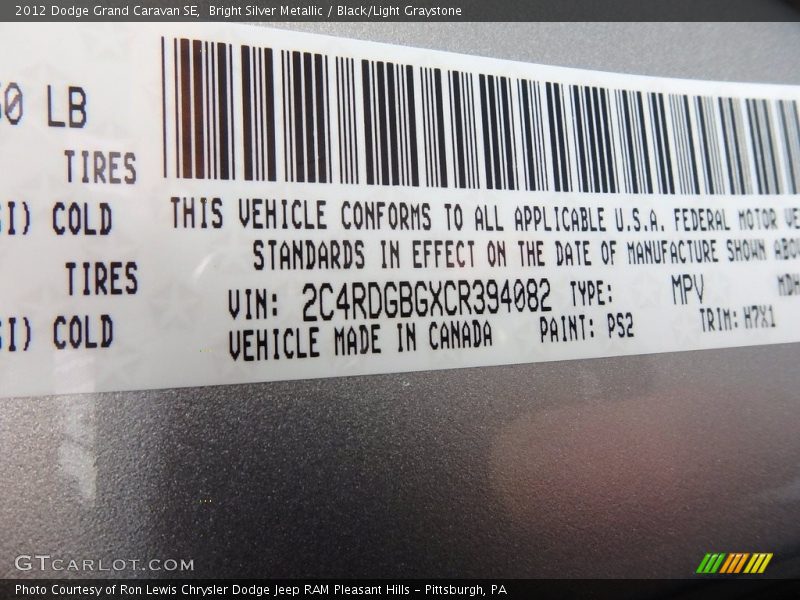 2012 Dodge Grand Caravan SE, Bright Silver Metallic / Black/Light Graystone
LB
TIRES
COLD
TIRES
COLD
THIS VEHICLE CONFORMS TO ALL APPLICABLE U.S.A. FEDERAL MOTOR
STANDARDS IN EFFECT ON THE DATE OF MANUFACTURE SHOWN
VIN: 2C4RDGBGXCR394082 TYPE: MPV
VEHICLE MADE IN CANADA PAINT: PS2 TRIM: H7X1
GTCARLOT.COM
Photo Courtesy of Ron Lewis Chrysler Dodge Jeep RAM Pleasant Hills - Pittsburgh, PA